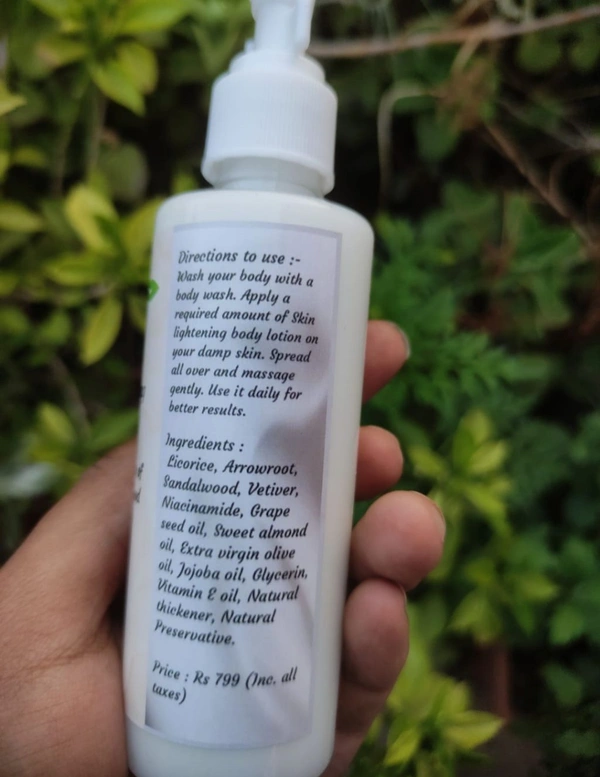 Directions to use :-
Wash your body with a
body wash. Apply a
required amount of Skin
lightening body lotion on
your damp skin. Spread
all over and massage
gently. Use it daily for
better results.
Ingredients :
Licorice, Arrowroot,
Sandalwood, Vetiver,
Niacinamide, Grape
seed oil, Sweet almond
oil, Extra virgin olive
oil, Jojoba oil, Glycerin,
Vitamin E oil, Natural
thickener, Natural
Preservative.
Price : Rs 799 (Inc. all
taxes)